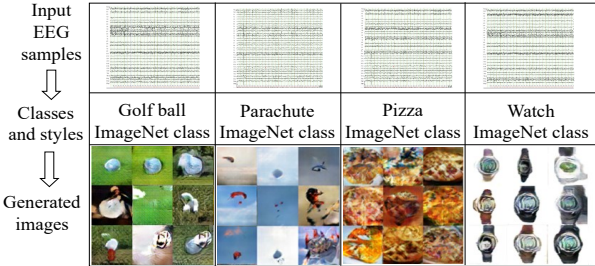 Input
EEG
samples
Classes
and styles
Golf ball
ImageNet class
Parachute
ImageNet class
Pizza
ImageNet class
Watch
ImageNet class
Generated
images